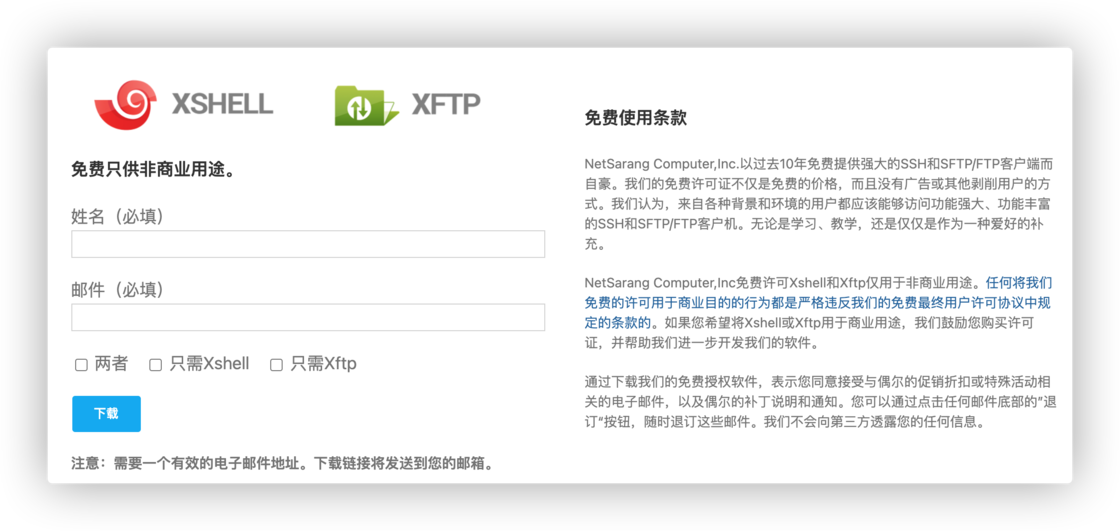 XSHELL
XFTP
免费只供非商业用途。
姓名（必填）
邮件（必填）
两者
只需Xshell
只需Xftp
下载
注意：需要一个有效的电子邮件地址。下载链接将发送到您的邮箱。
免费使用条款
NetSarang Computer,Inc.以过去10年免费提供强大的SSH和SFTP/FTP客户端而
自豪。我们的免费许可证不仅是免费的价格，而且没有广告或其他剥削用户的方
式。我们认为，来自各种背景和环境的用户都应该能够访问功能强大、功能丰富
的SSH和SFTP/FTP客户机。无论是学习、教学，还是仅仅是作为一种爱好的补
充。
NetSarang Computer,Inc免费许可Xshell和Xftp仅用于非商业用途。任何将我们
免费的许可用于商业目的的行为都是严格违反我们的免费最终用户许可协议中规
定的条款的。如果您希望将Xshell或Xftp用于商业用途，我们鼓励您购买许可
证，并帮助我们进一步开发我们的软件。
通过下载我们的免费授权软件，表示您同意接受与偶尔的促销折扣或特殊活动相
关的电子邮件，以及偶尔的补丁说明和通知。您可以通过点击任何邮件底部的”退
订“按钮，随时退订这些邮件。我们不会向第三方透露您的任何信息。